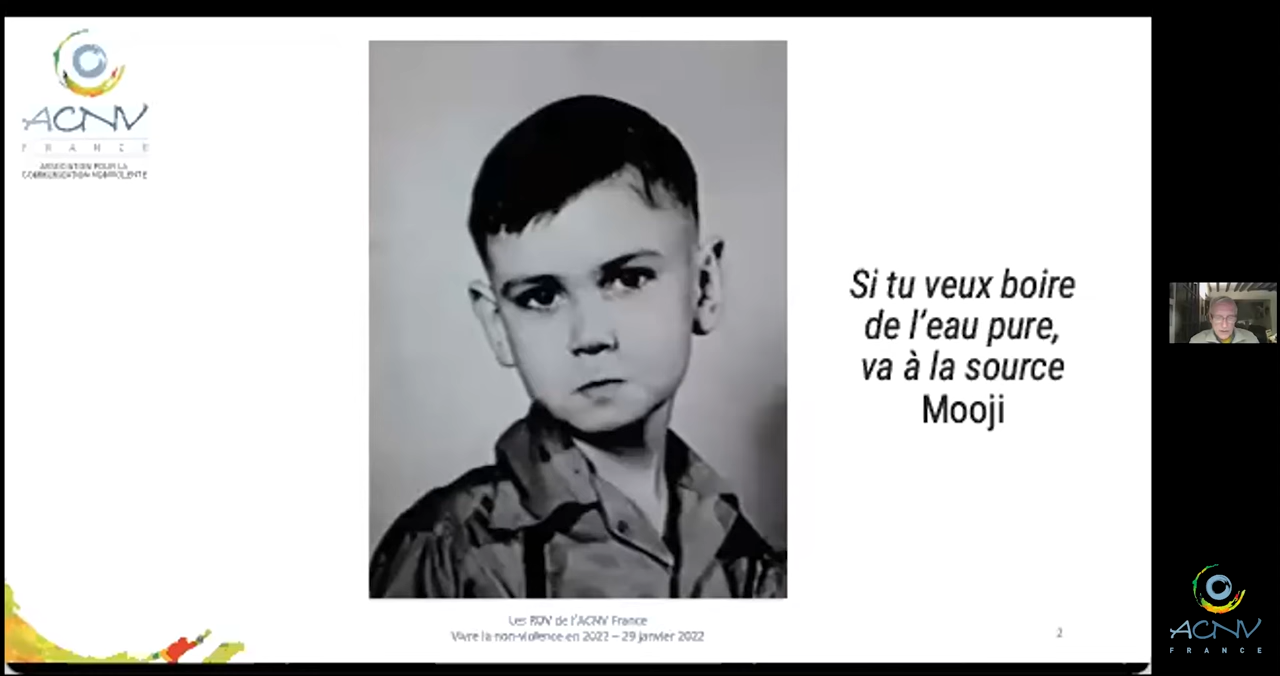 ACNV
FRANCE
ASSOCIATION POUR LA
COMMUNICATION NONVIOLENTE
Si tu veux boire
de l'eau pure,
va à la source
Mooji
Les RDV de l'ACNV France
Vivre la non-violence en 2022 – 29 janvier 2022
2
ACNV
FRANCE